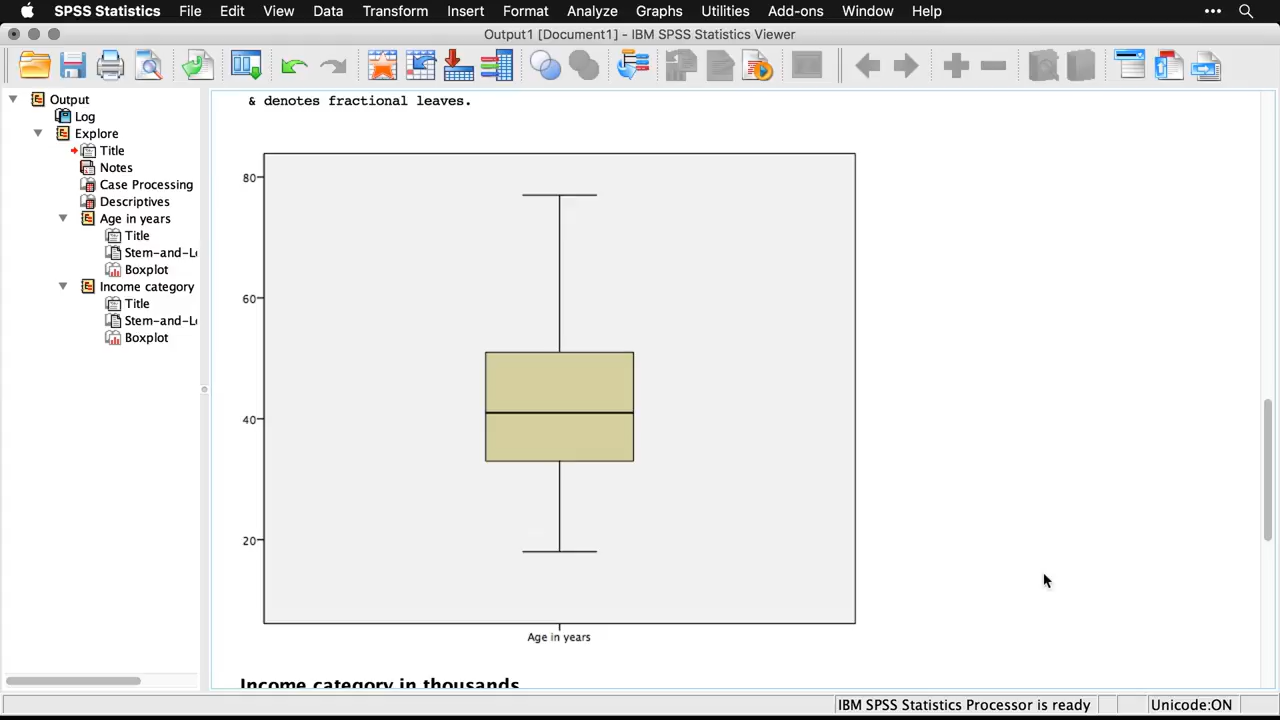 SPSS Statistics File Edit View Data Transform Insert Format Analyze Graphs Utilities Add-ons Window Help
Output1 [Document1] - IBM SPSS Statistics Viewer
Output
Log
Explore
Title
Notes
Case Processing
Descriptives
Age in years
Title
Stem-and-Le
Boxplot
Income category
Title
Stem-and-Le
Boxplot
& denotes fractional leaves.
80
60
40
20
Age in years
Income category in thousands
IBM SPSS Statistics Processor is ready
Unicode:ON